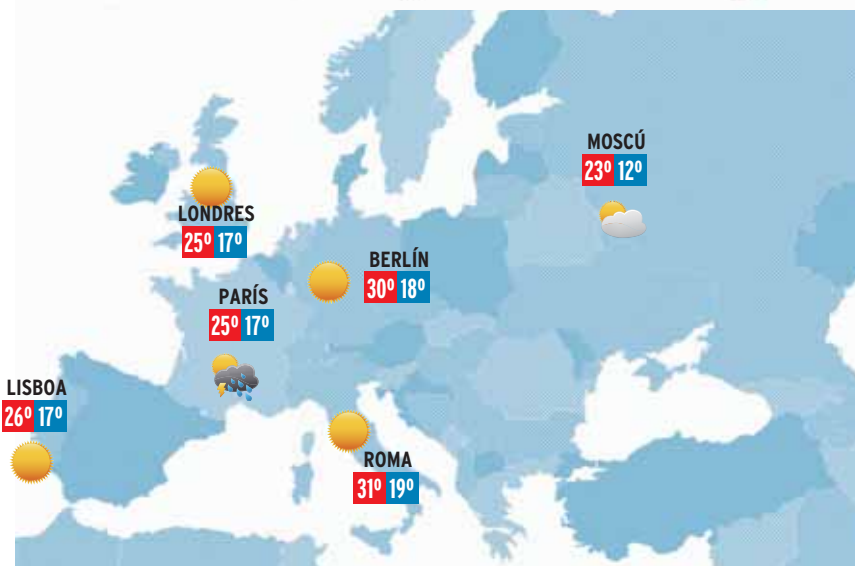 MOSCÚ
23º 12º
LONDRES
25º 17º
BERLÍN
30º 18º
PARÍS
25º 17º
LISBOA
26º 17º
ROMA
31º 19º